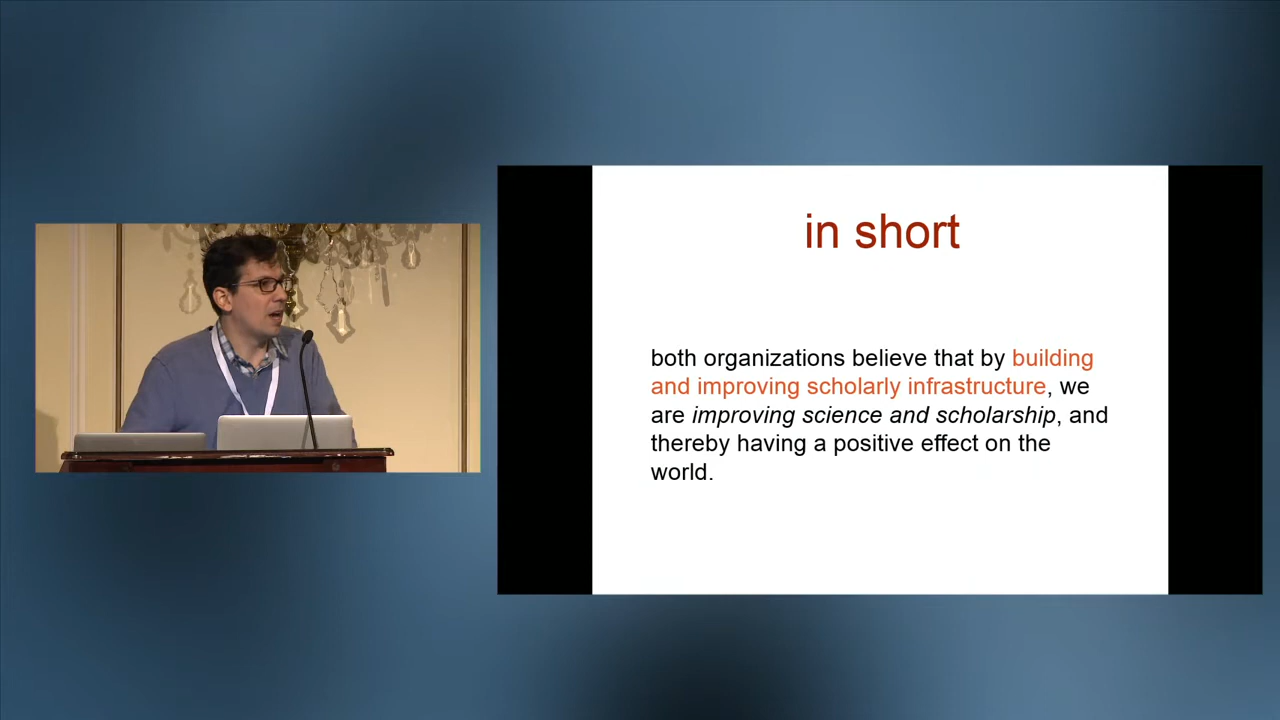 in short
both organizations believe that by building
and improving scholarly infrastructure, we
are improving science and scholarship, and
thereby having a positive effect on the
world.